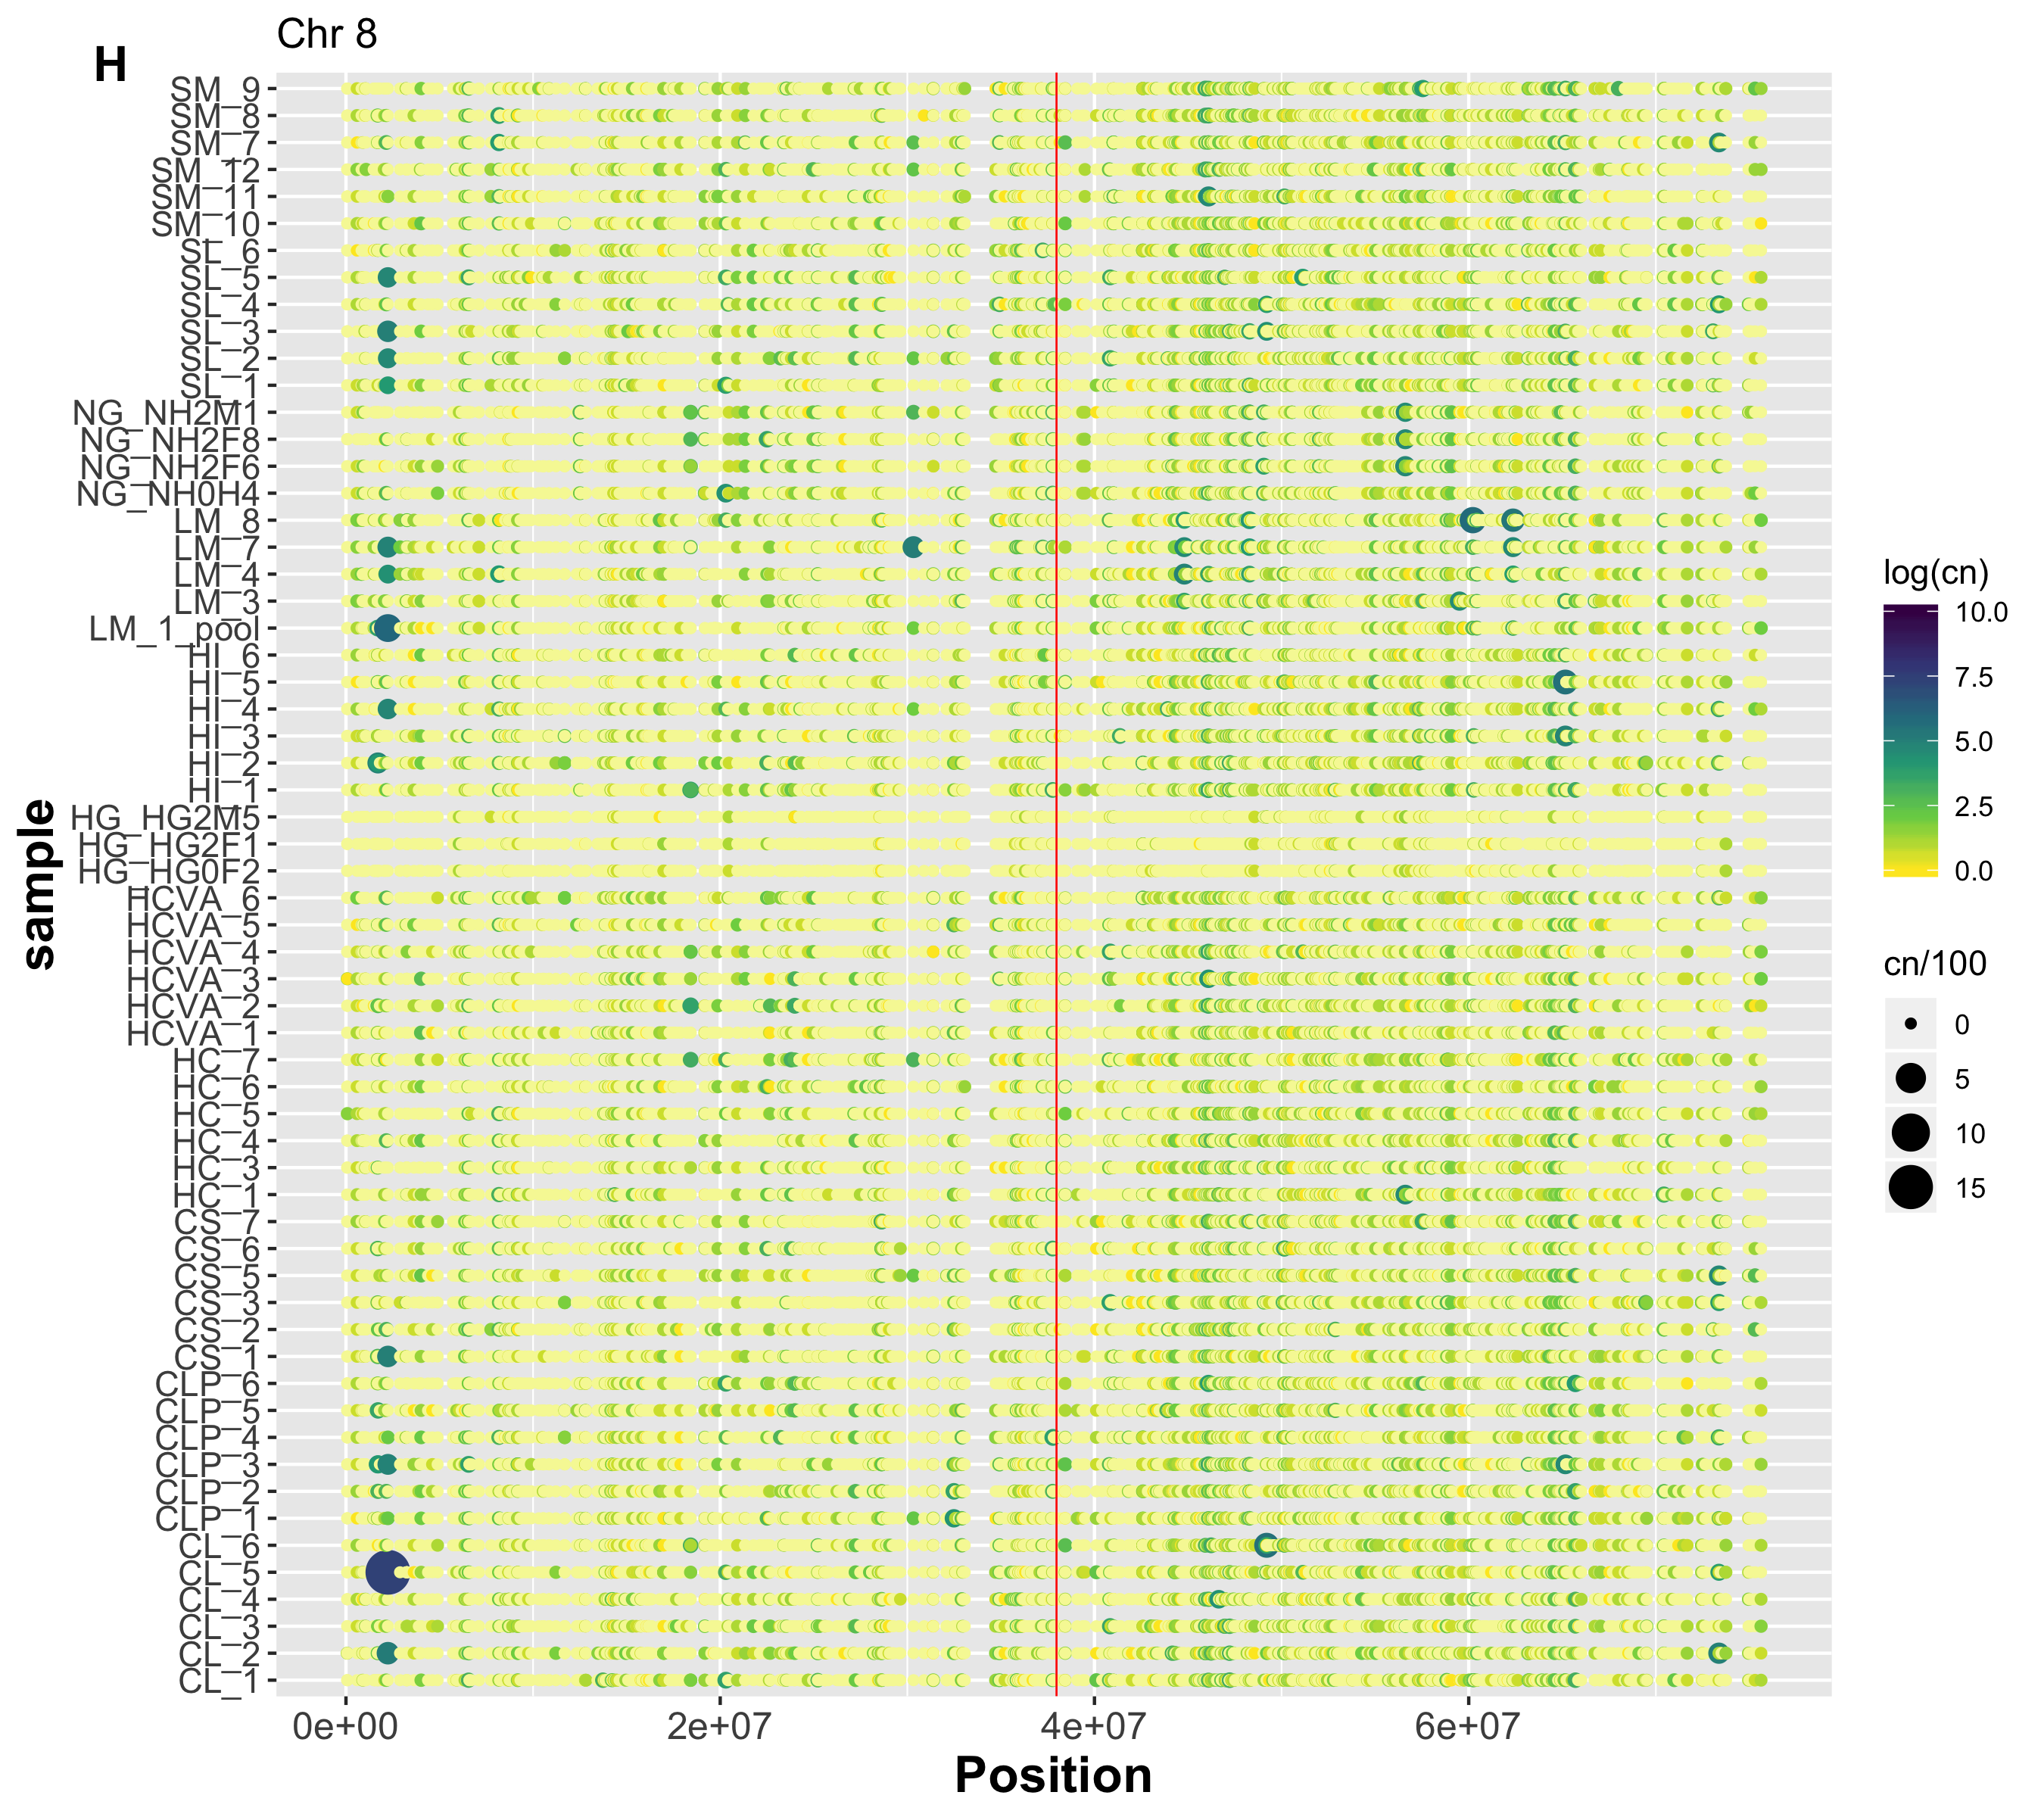 Chr 8
H
SM_9
SM_8
SM_7
SM_12
SM_11
SM_10
SL_6
SL_5
SL_4
SL_3
SL_2
SL_1
NG_NH2M1
NG_NH2F8
NG_NH2F6
NG_NH0H4
LM_8
LM_7
LM_4
LM_3
LM_1_pool
HI_6
HI_5
HI_4
HI_3
HI_2
HI_1
HG_HG2M5
HG_HG2F1
HG_HG0F2
HCVA_6
HCVA_5
HCVA_4
HCVA_3
HCVA_2
HCVA_1
HC_7
HC_6
HC_5
HC_4
HC_3
HC_1
CS_7
CS_6
CS_5
CS_3
CS_2
CS_1
CLP_6
CLP_5
CLP_4
CLP_3
CLP_2
CLP_1
CL_6
CL_5
CL_4
CL_3
CL_2
CL_1
sample
0e+00 2e+07 4e+07 6e+07
Position
log(cn)
10.0
7.5
5.0
2.5
0.0
cn/100
0
5
10
15